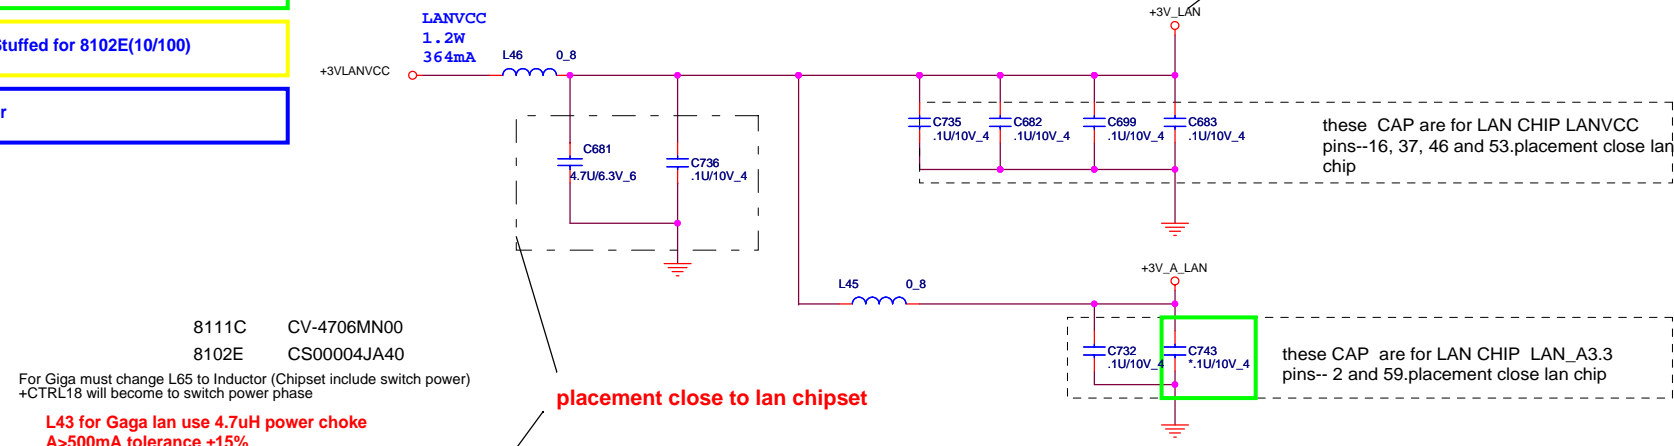 Stuffed for 8102E(10/100)
r
LANVCC
1.2W
364mA
+3VLANVCC
L46
0_8
+3V_LAN
C681
4.7U/6.3V_6
C736
.1U/10V_4
C735
.1U/10V_4
C682
.1U/10V_4
C699
.1U/10V_4
C683
.1U/10V_4
these CAP are for LAN CHIP LANVCC
pins--16, 37, 46 and 53.placement close lan
chip
L45
0_8
+3V_A_LAN
C732
.1U/10V_4
C743
*.1U/10V_4
these CAP are for LAN CHIP LAN_A3.3
pins-- 2 and 59.placement close lan chip
8111C CV-4706MN00
8102E CS00004JA40
For Giga must change L65 to Inductor (Chipset include switch power)
+CTRL18 will become to switch power phase
placement close to lan chipset
L43 for Gaga lan use 4.7uH power choke
A>500mA tolerance ±15%